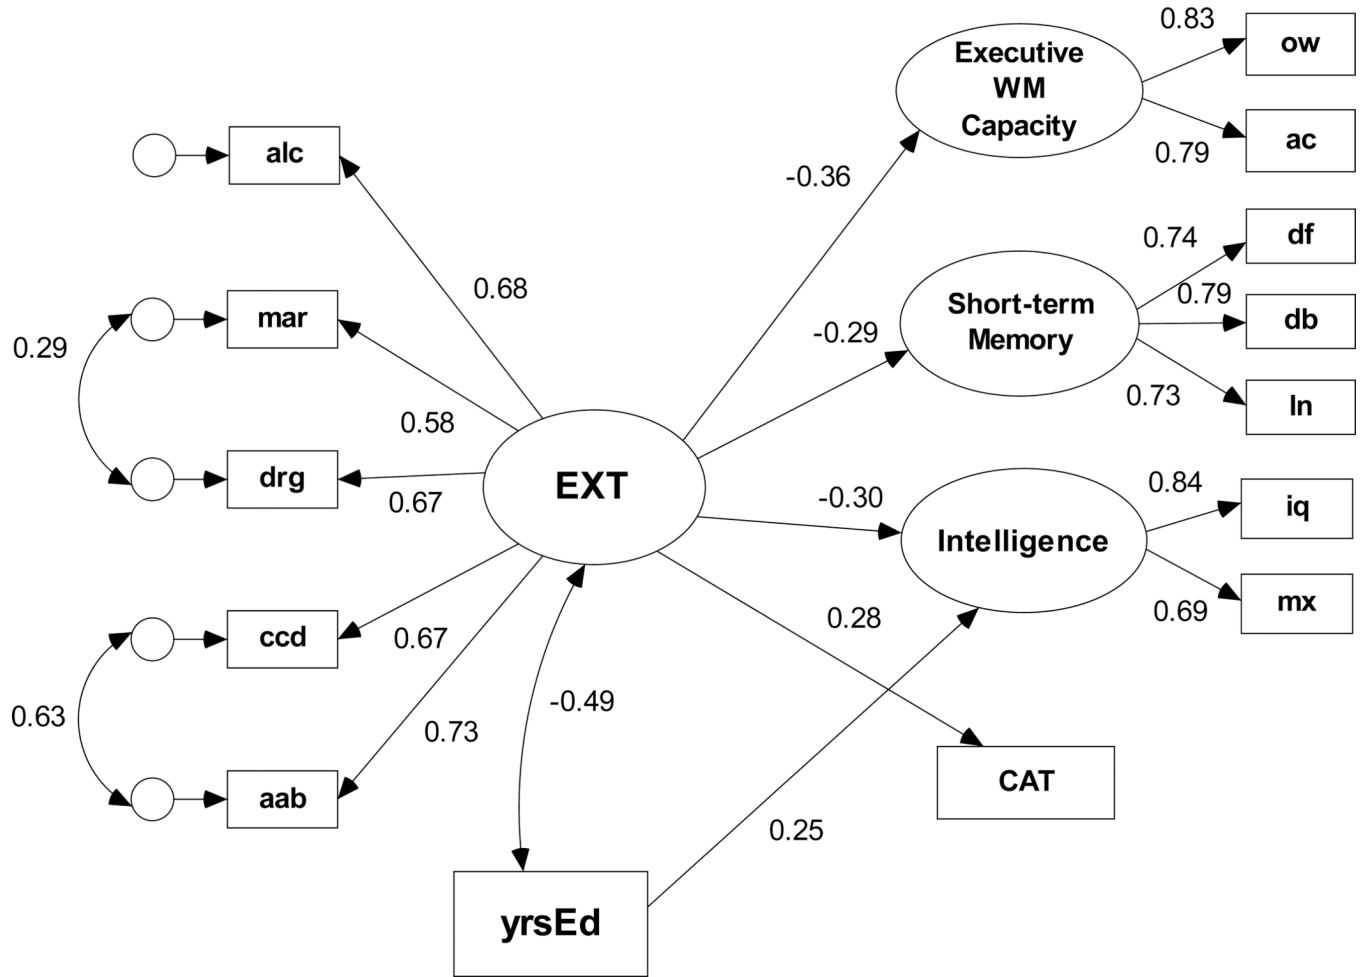 0.83
ow
Executive
WM
Capacity
ac
0.79
alc
-0.36
df
0.74
0.79
0.68
Short-term
Memory
db
mar
0.29
-0.29
0.73
ln
0.58
drg
0.67
EXT
-0.30
0.84
iq
Intelligence
mx
0.69
0.28
ccd
0.67
0.63
-0.49
0.73
CAT
aab
0.25
yrsEd